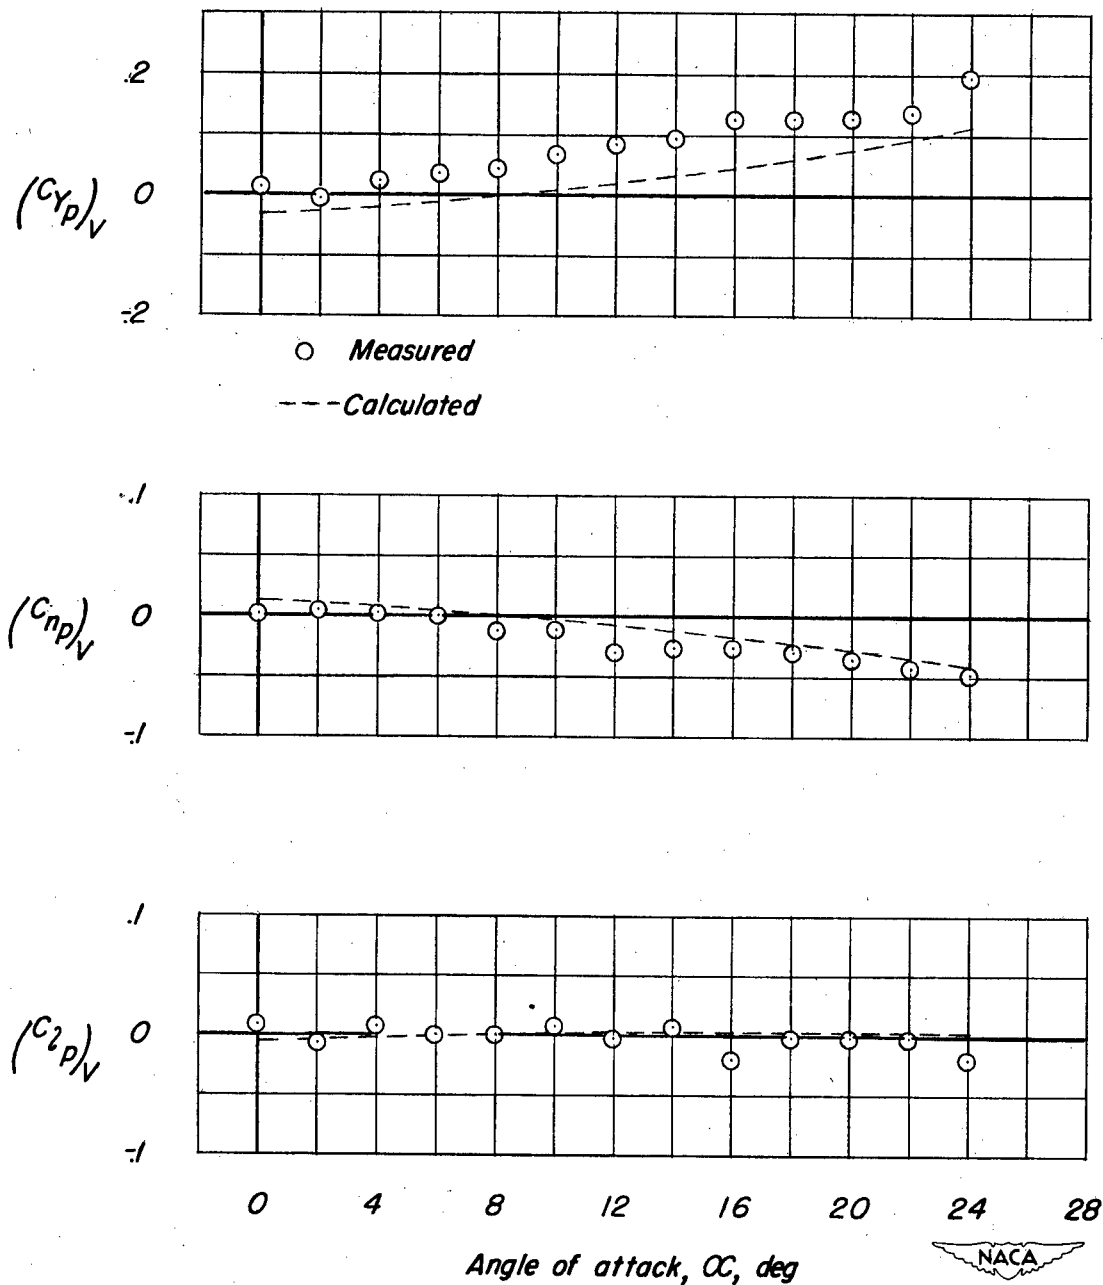 .2
(C_Yp)_V 0
-.2
Measured
--- Calculated
.1
(C_np)_V 0
-.1
.1
(C_lp)_V 0
-.1
0 4 8 12 16 20 24 28
Angle of attack, α, deg
NACA